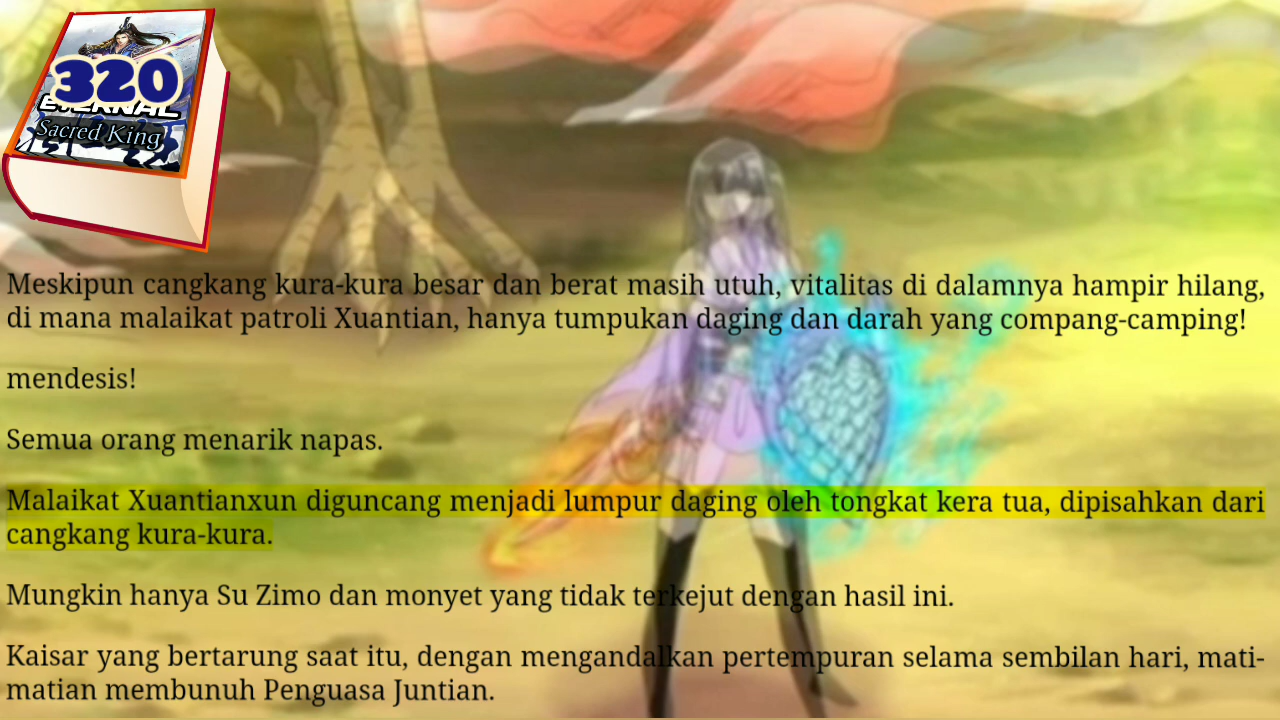 320
ETERNAL
Sacred King
Meskipun cangkang kura-kura besar dan berat masih utuh, vitalitas di dalamnya hampir hilang,
di mana malaikat patroli Xuantian, hanya tumpukan daging dan darah yang compang-camping!
mendesis!
Semua orang menarik napas.
Malaikat Xuantianxun diguncang menjadi lumpur daging oleh tongkat kera tua, dipisahkan dari
cangkang kura-kura.
Mungkin hanya Su Zimo dan monyet yang tidak terkejut dengan hasil ini.
Kaisar yang bertarung saat itu, dengan mengandalkan pertempuran selama sembilan hari, mati-
matian membunuh Penguasa Juntian.